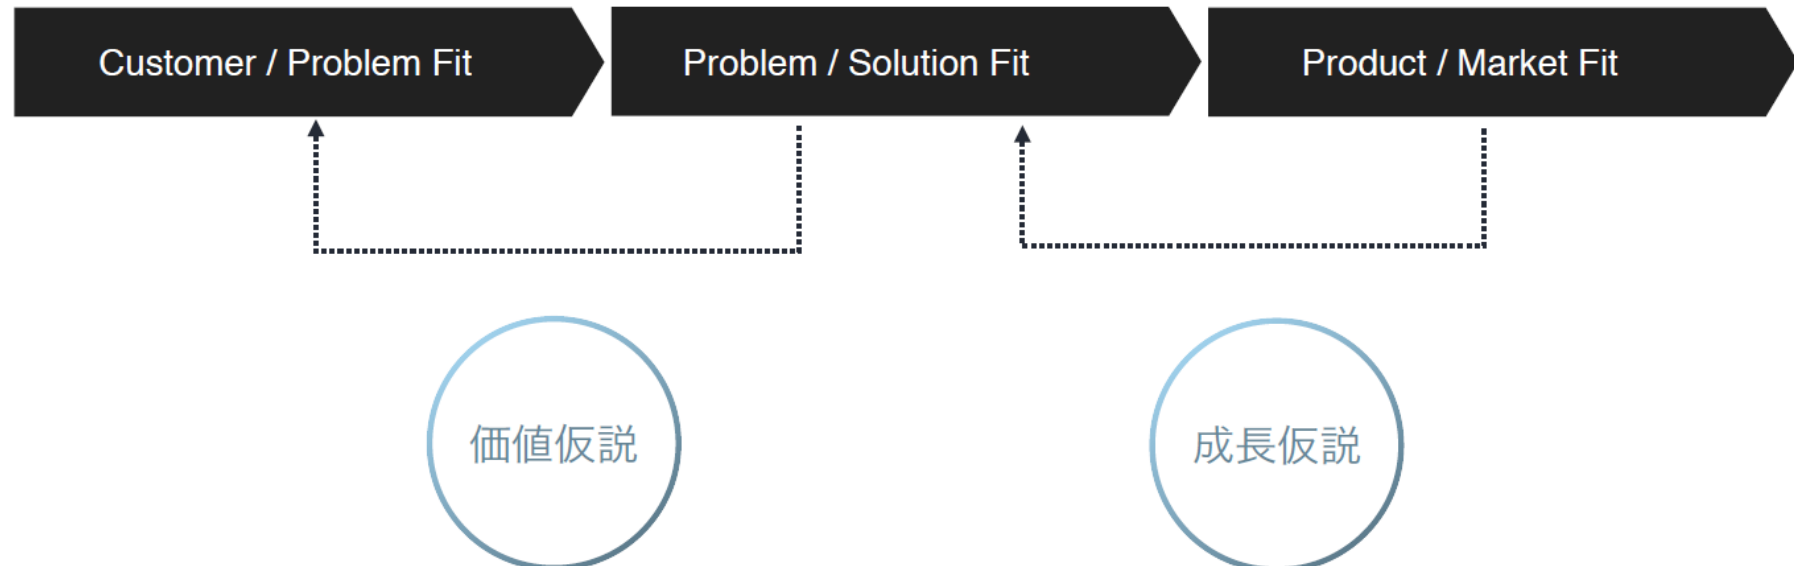 Customer / Problem Fit
Problem / Solution Fit
Product / Market Fit
価値仮説
成長仮説